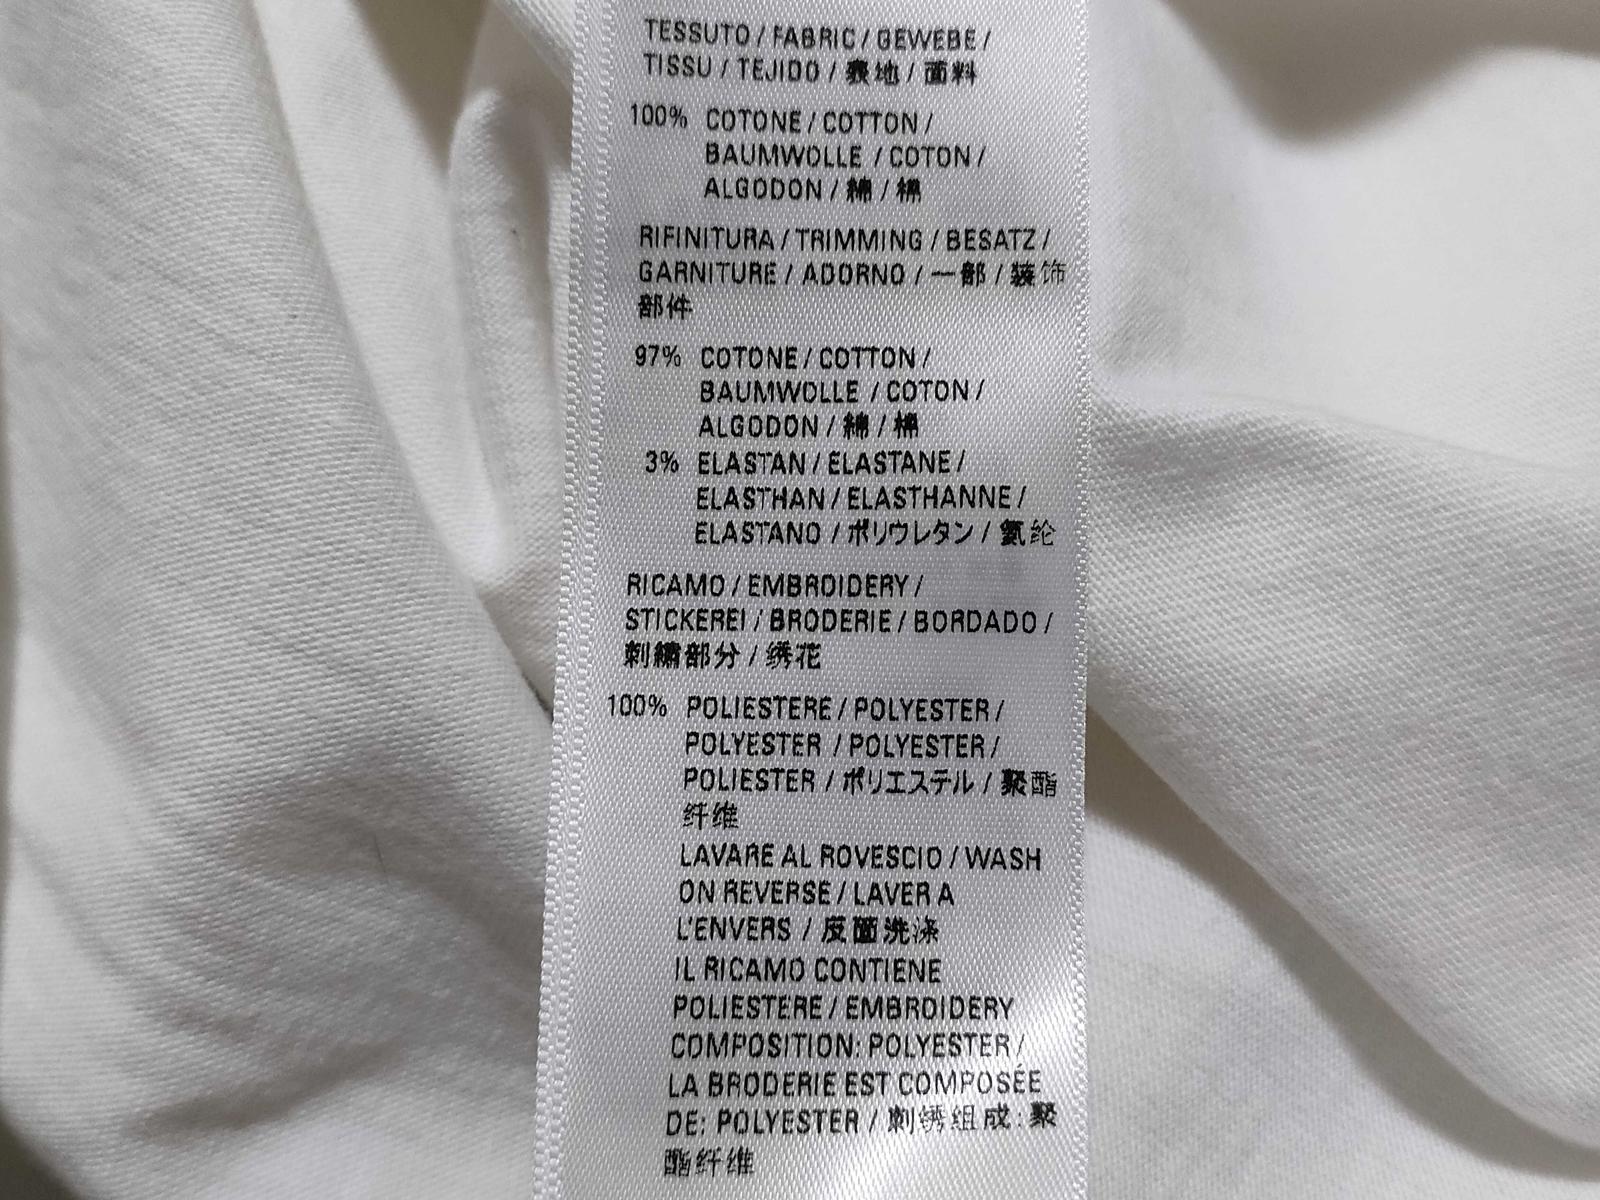 TESSUTO / FABRIC / GEWEBE /
TISSU / TEJIDO / 表地 / 面料
100% COTONE / COTTON /
BAUMWOLLE / COTON /
ALGODON / 綿 / 棉
RIFINITURA / TRIMMING / BESATZ /
GARNITURE / ADORNO / 一部 / 装饰
部件
97% COTONE / COTTON /
BAUMWOLLE / COTON /
ALGODON / 綿 / 棉
3% ELASTAN / ELASTANE /
ELASTHAN / ELASTHANNE /
ELASTANO / ポリウレタン / 氨纶
RICAMO / EMBROIDERY /
STICKEREI / BRODERIE / BORDADO /
刺繍部分 / 绣花
100% POLIESTERE / POLYESTER /
POLYESTER / POLYESTER /
POLIESTER / ポリエステル / 聚酯
纤维
LAVARE AL ROVESCIO / WASH
ON REVERSE / LAVER A
L'ENVERS / 反面洗涤
IL RICAMO CONTIENE
POLIESTERE / EMBROIDERY
COMPOSITION: POLYESTER /
LA BRODERIE EST COMPOSÉE
DE: POLYESTER / 刺绣组成: 聚
酯纤维